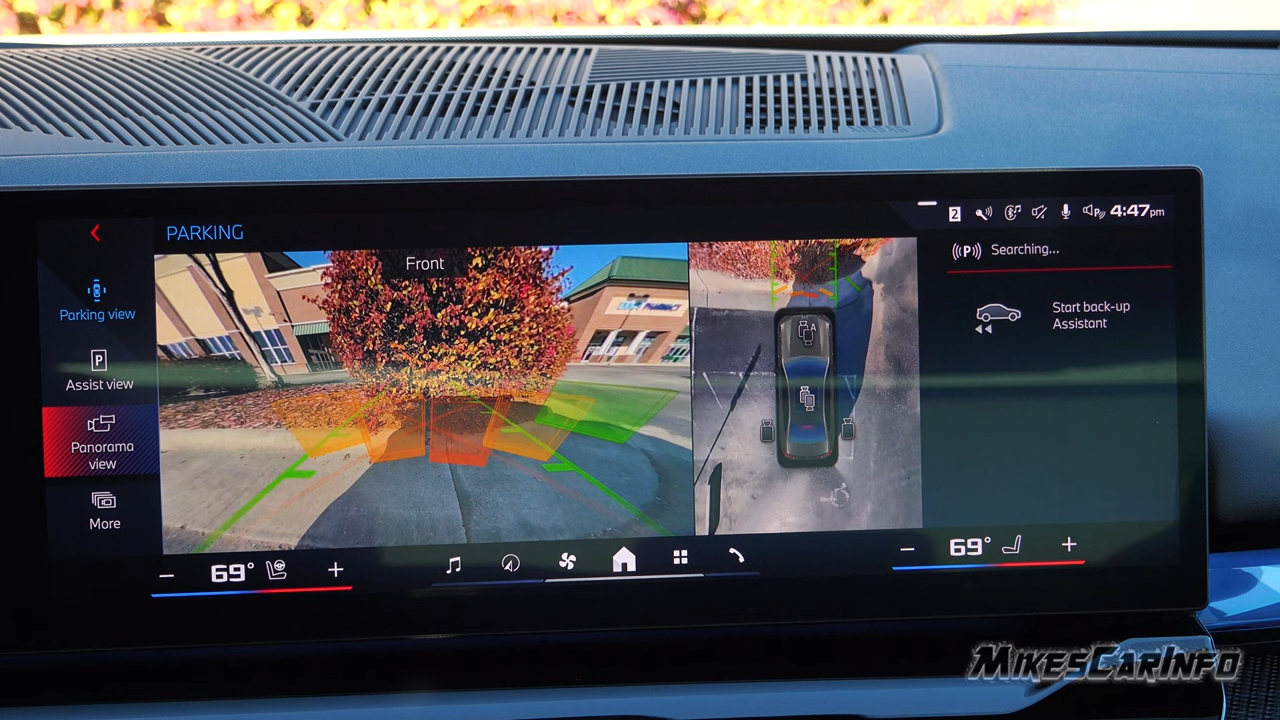 2
P
4:47pm
PARKING
Front
((P)) Searching...
Parking view
P
Assist view
Panorama
view
More
A
Start back-up
Assistant
69°
69°
MIKESCARINFO